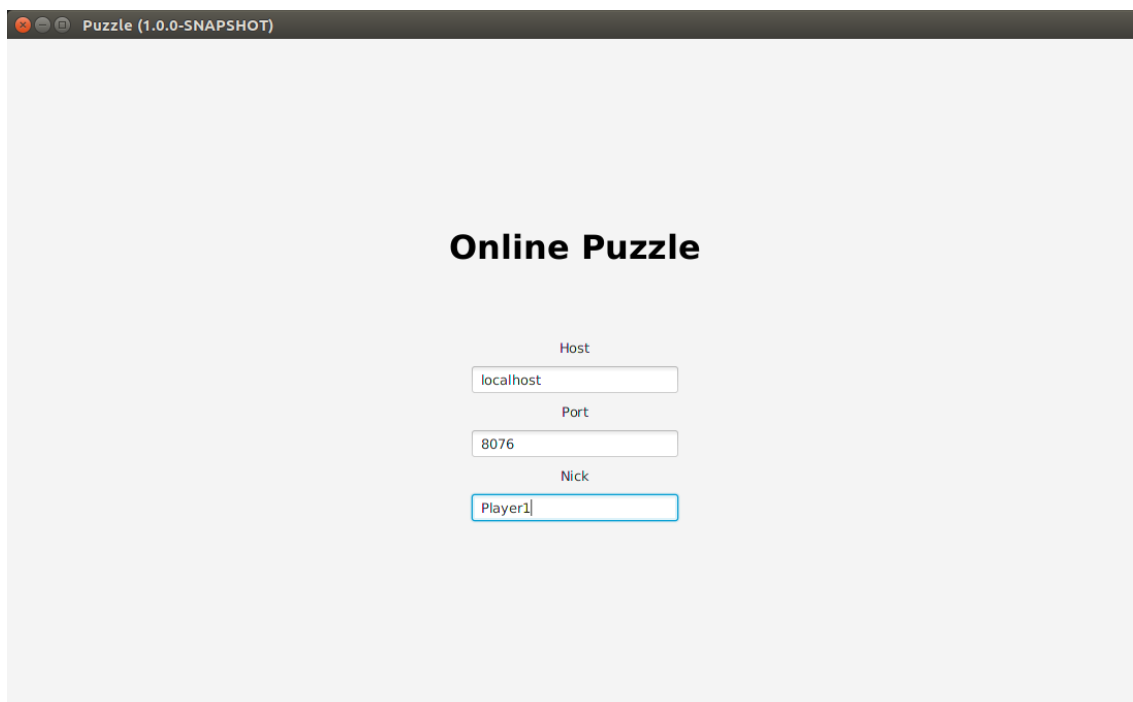 Puzzle (1.0.0-SNAPSHOT)
Online Puzzle
Host
localhost
Port
8076
Nick
Player1